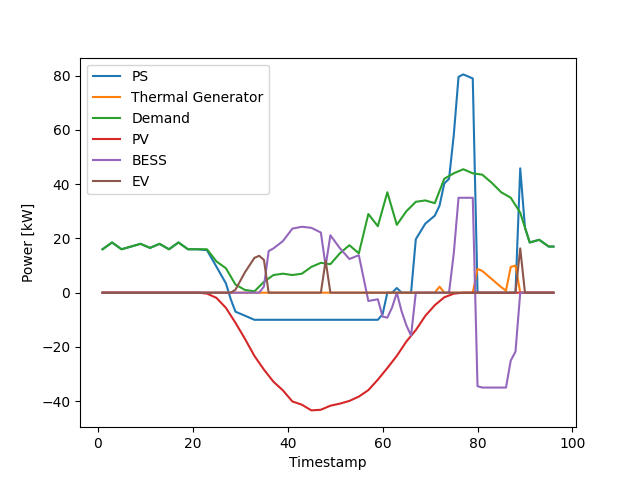 80
60
40
20
0
−20
−40
Power [kW]
PS
Thermal Generator
Demand
PV
BESS
EV
0
20
40
60
80
100
Timestamp